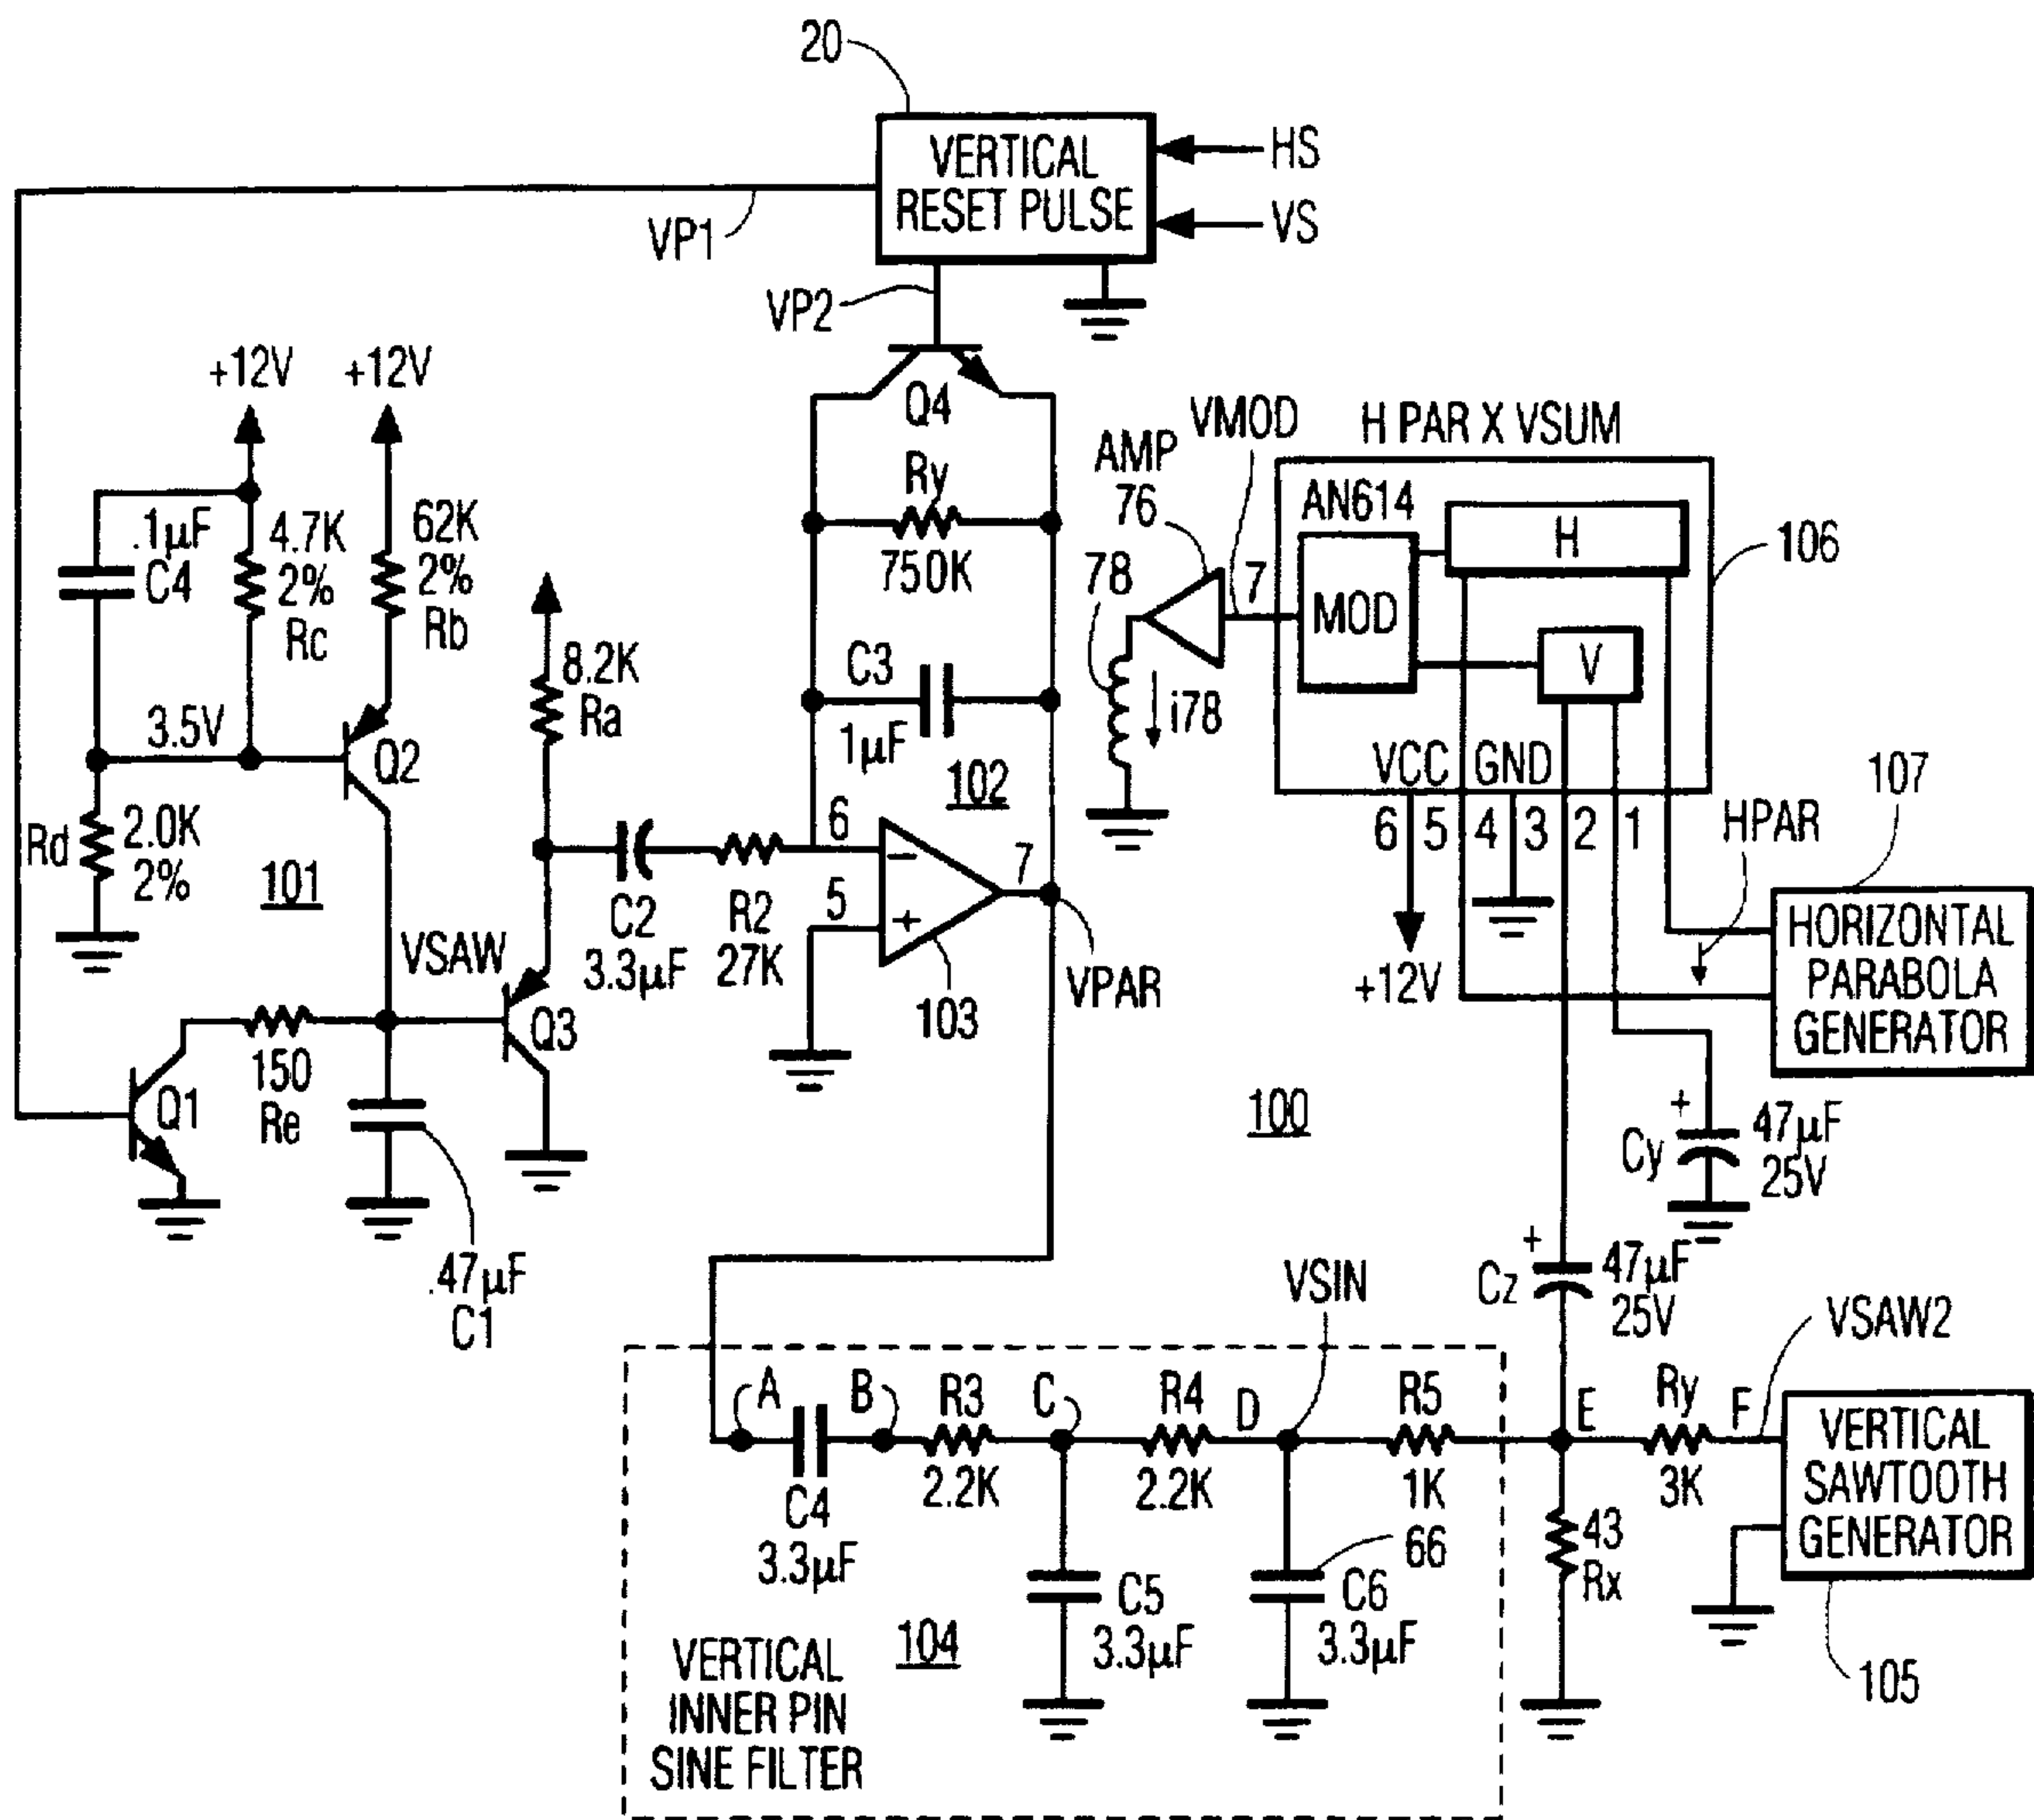 20
VERTICAL
RESET PULSE
HS
VS
VP1
VP2
+12V
+12V
.1μF
C4
4.7K
2%
Rc
62K
2%
Rb
3.5V
Q2
Rd
2.0K
2%
101
8.2K
Ra
VSAW
Q3
150
Re
Q1
.47μF
C1
C2
3.3μF
R2
27K
Q4
Ry
750K
C3
1μF
102
6
5
7
103
VPAR
AMP
76
VMOD
78
i78
7
H PAR X VSUM
AN614
MOD
H
V
106
VCC
GND
6
5
4
3
2
1
+12V
HPAR
107
HORIZONTAL
PARABOLA
GENERATOR
100
+
Cy
47μF
25V
+
Cz
47μF
25V
VSIN
VSAW2
A
B
R3
2.2K
C
R4
2.2K
D
R5
1K
E
Ry
3K
F
VERTICAL
SAWTOOTH
GENERATOR
105
C4
3.3μF
C5
3.3μF
66
C6
3.3μF
43
Rx
104
VERTICAL
INNER PIN
SINE FILTER